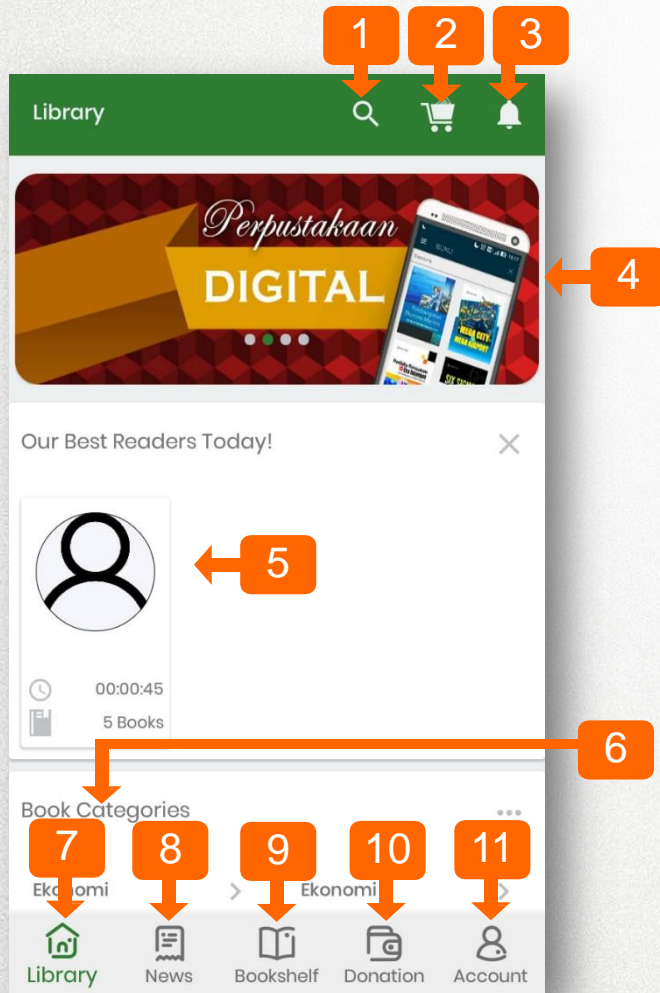 1 2 3
Library
Perpustakaan
DIGITAL
BUKU
4
Our Best Readers Today!
5
00:00:45
5 Books
6
Book Categories
7 8 9 10 11
Ekonomi
Ekonomi
Library News Bookshelf Donation Account